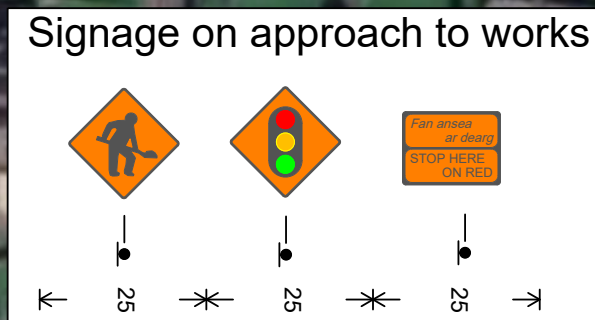 Signage on approach to works
Fan ansea
ar dearg
STOP HERE
ON RED
25
25
25